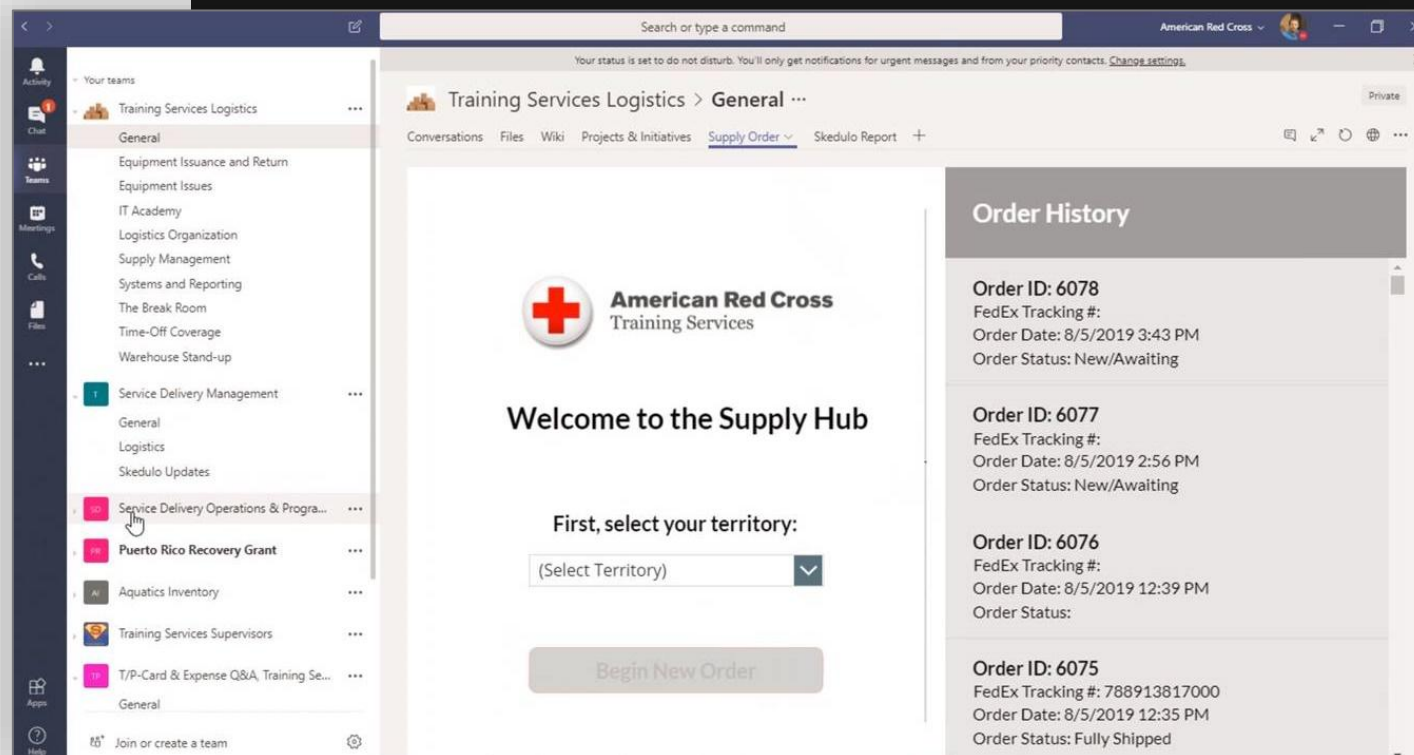 Search or type a command
American Red Cross
Activity
Chat
1
Teams
Meetings
Calls
Files
Apps
Help
Your teams
Training Services Logistics
General
Equipment Issuance and Return
Equipment Issues
IT Academy
Logistics Organization
Supply Management
Systems and Reporting
The Break Room
Time-Off Coverage
Warehouse Stand-up
T
Service Delivery Management
General
Logistics
Skedulo Updates
SD
Service Delivery Operations & Progra...
PR
Puerto Rico Recovery Grant
AI
Aquatics Inventory
Training Services Supervisors
TP
T/P-Card & Expense Q&A, Training Se...
General
Join or create a team
Your status is set to do not disturb. You'll only get notifications for urgent messages and from your priority contacts. Change settings.
Training Services Logistics > General ...
Private
Conversations Files Wiki Projects & Initiatives Supply Order Skedulo Report +
American Red Cross
Training Services
Welcome to the Supply Hub
First, select your territory:
(Select Territory)
Begin New Order
Order History
Order ID: 6078
FedEx Tracking #:
Order Date: 8/5/2019 3:43 PM
Order Status: New/Awaiting
Order ID: 6077
FedEx Tracking #:
Order Date: 8/5/2019 2:56 PM
Order Status: New/Awaiting
Order ID: 6076
FedEx Tracking #:
Order Date: 8/5/2019 12:39 PM
Order Status:
Order ID: 6075
FedEx Tracking #: 788913817000
Order Date: 8/5/2019 12:35 PM
Order Status: Fully Shipped